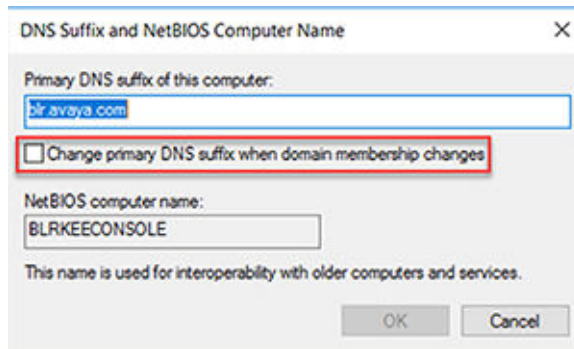 DNS Suffix and NetBIOS Computer Name
Primary DNS suffix of this computer:
blr.avaya.com
Change primary DNS suffix when domain membership changes
NetBIOS computer name:
BLRKEECONSOLE
This name is used for interoperability with older computers and services.
OK Cancel